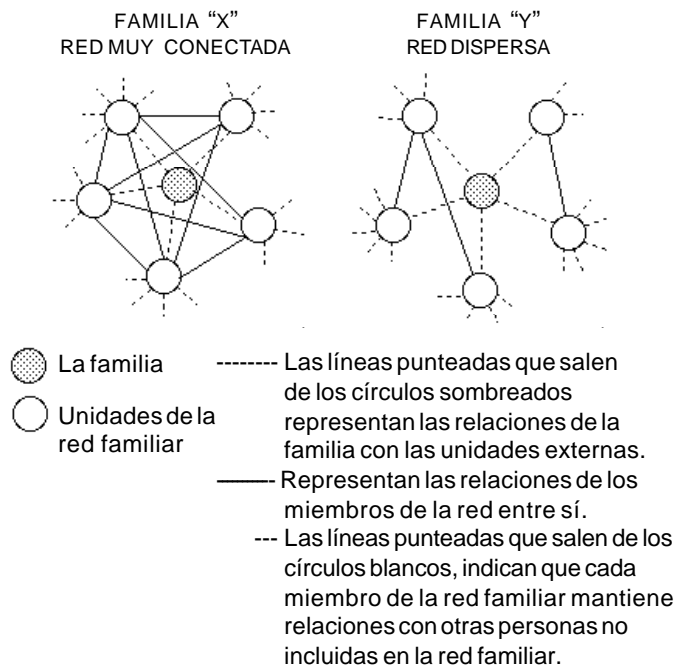 FAMILIA “X”
RED MUY CONECTADA
FAMILIA “Y”
RED DISPERSA
La familia
Unidades de la
red familiar
-------- Las líneas punteadas que salen
de los círculos sombreados
representan las relaciones de la
familia con las unidades externas.
Representan las relaciones de los
miembros de la red entre sí.
--- Las líneas punteadas que salen de los
círculos blancos, indican que cada
miembro de la red familiar mantiene
relaciones con otras personas no
incluidas en la red familiar.